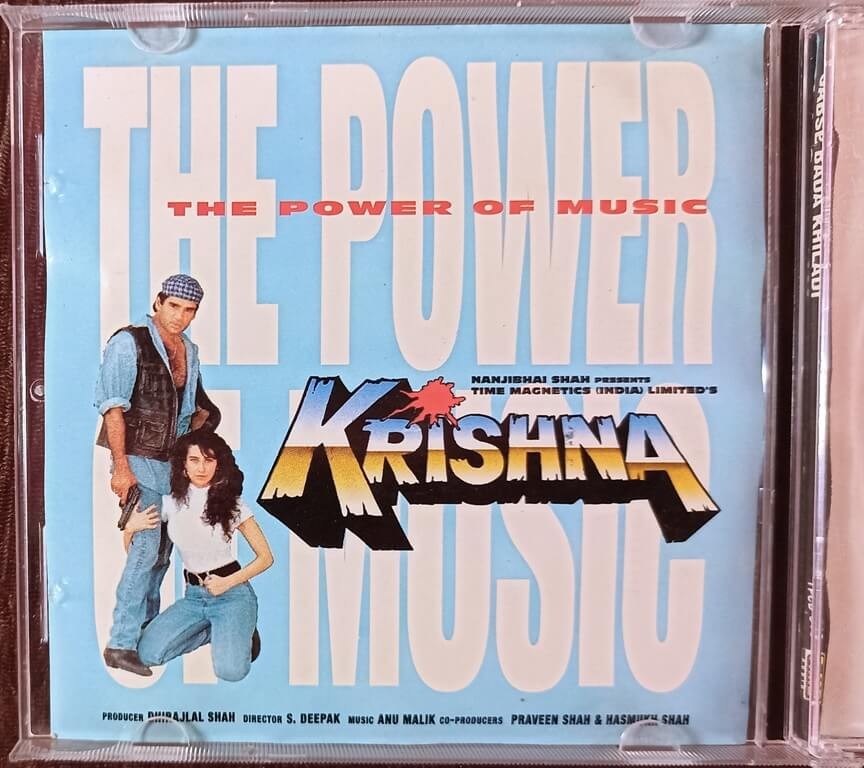 THE POWER
OF MUSIC
THE POWER OF MUSIC
NANJIBHAI SHAH PRESENTS
TIME MAGNETICS (INDIA) LIMITED'S
KRISHNA
PRODUCER DHIRAJLAL SHAH DIRECTOR S. DEEPAK MUSIC ANU MALIK CO-PRODUCERS PRAVEEN SHAH & HASMUKH SHAH
SABSE BADA KHILADI